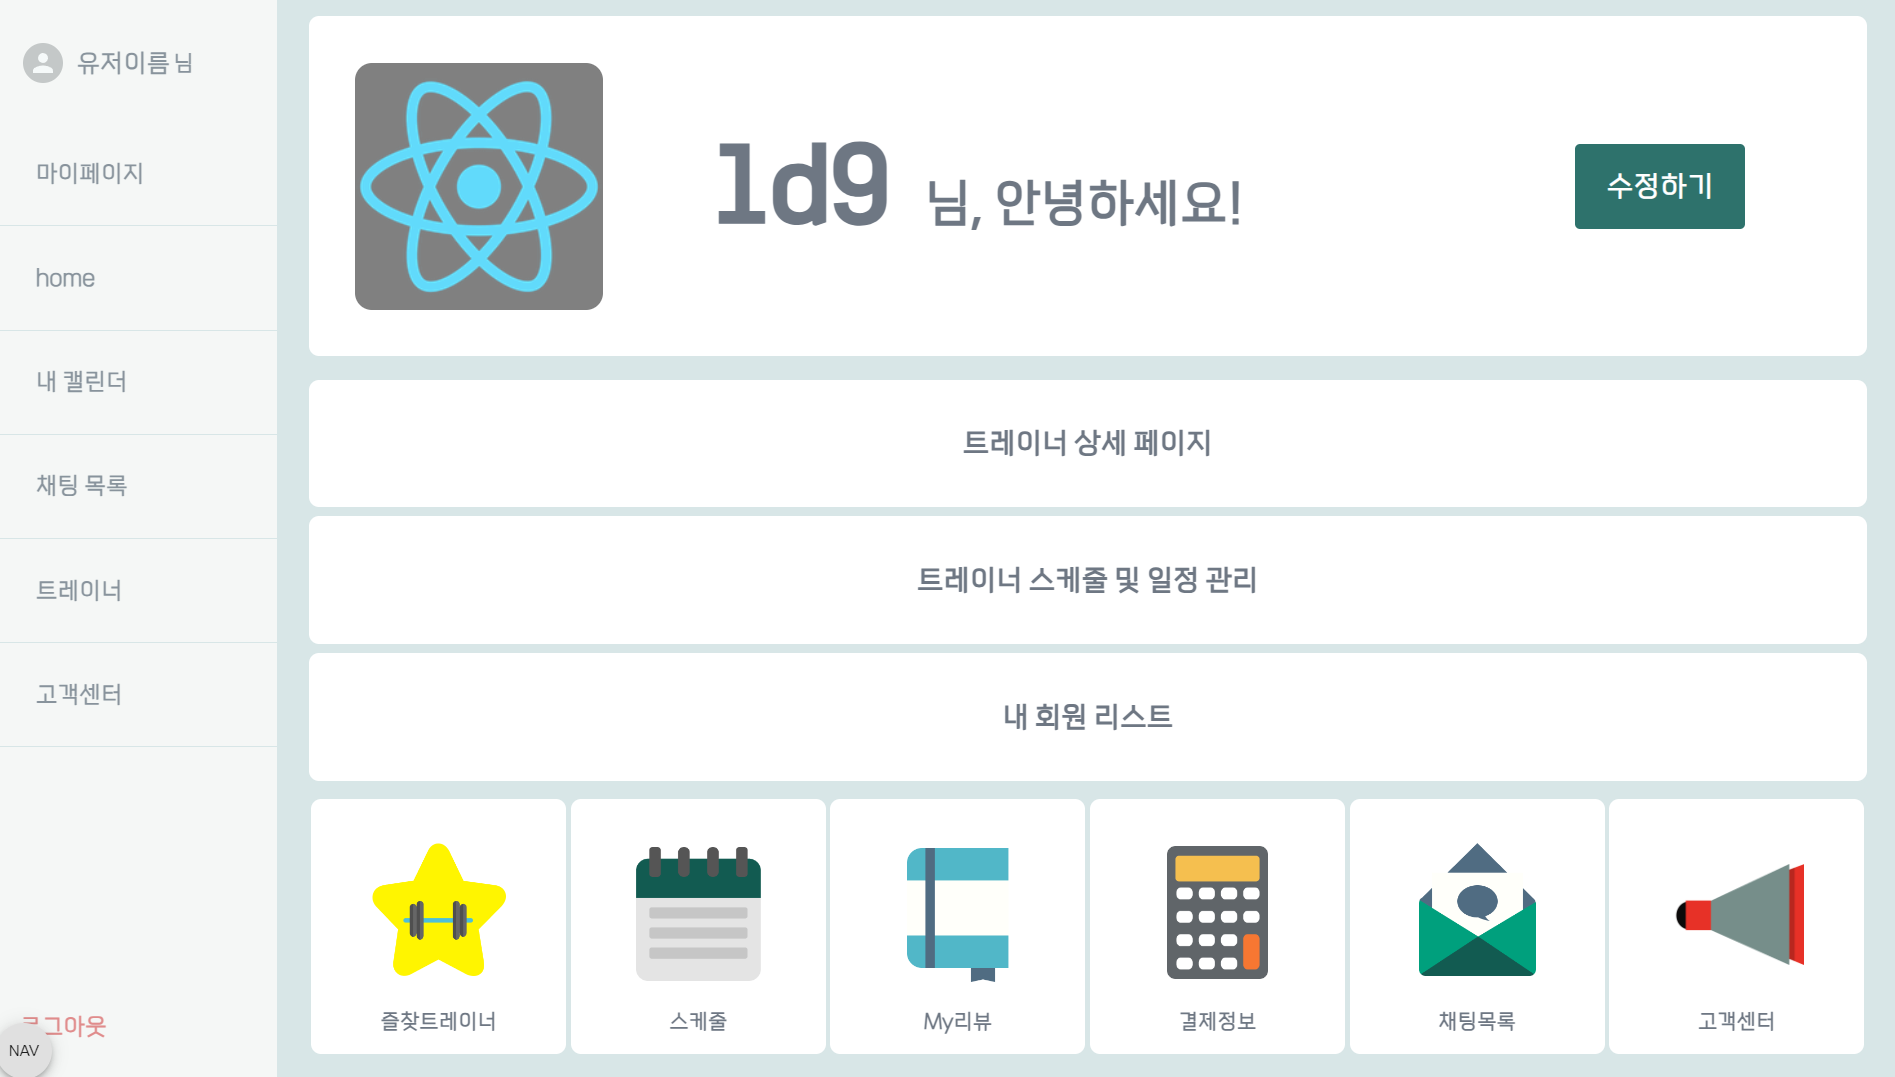 유저이름 님
마이페이지
home
내 캘린더
채팅 목록
트레이너
고객센터
로그아웃
NAV
1d9 님, 안녕하세요!
수정하기
트레이너 상세 페이지
트레이너 스케줄 및 일정 관리
내 회원 리스트
즐찾트레이너
스케줄
My리뷰
결제정보
채팅목록
고객센터